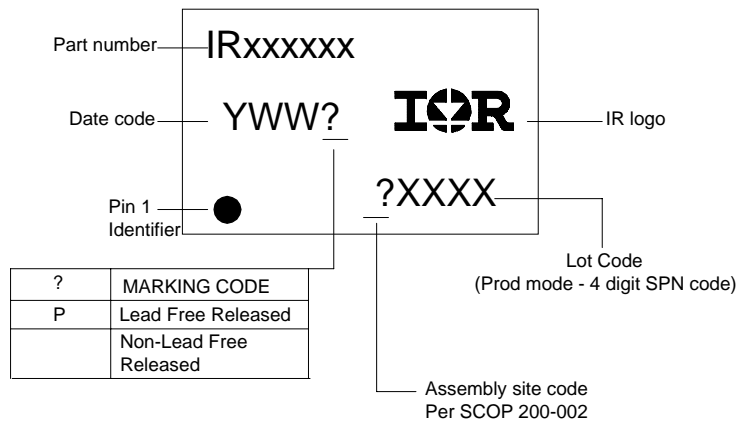 Part number
IRxxxxxx
Date code
YWW?
IOR
IR logo
Pin 1
Identifier
?XXXX
Lot Code
(Prod mode - 4 digit SPN code)
? MARKING CODE
P Lead Free Released
Non-Lead Free
Released
Assembly site code
Per SCOP 200-002